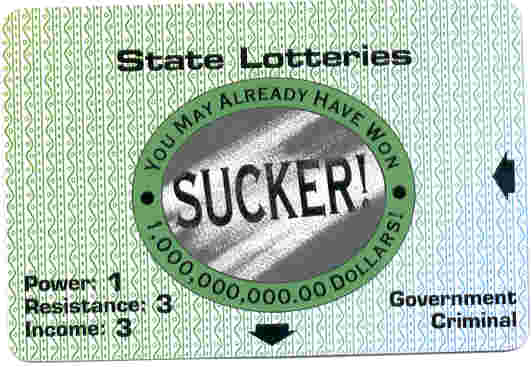 State Lotteries
YOU MAY ALREADY HAVE WON
SUCKER!
1,000,000,000.00 DOLLARS!
Power: 1
Resistance: 3
Income: 3
Government
Criminal